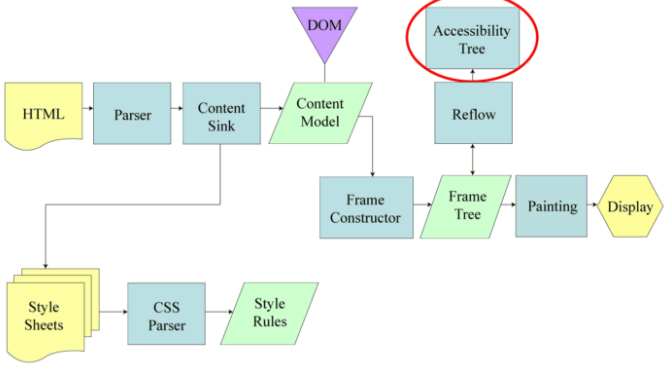 DOM
Accessibility
Tree
HTML
Parser
Content
Sink
Content
Model
Reflow
Frame
Constructor
Frame
Tree
Painting
Display
Style
Sheets
CSS
Parser
Style
Rules